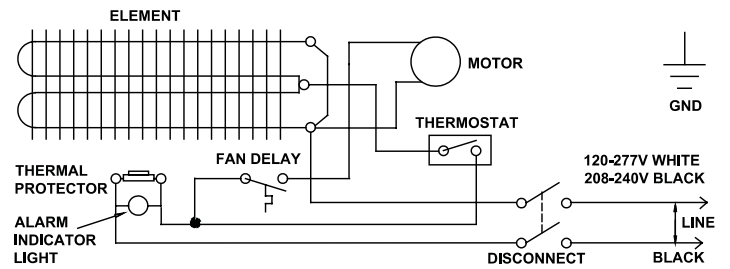 ELEMENT
MOTOR
GND
THERMOSTAT
FAN DELAY
THERMAL
PROTECTOR
120-277V WHITE
208-240V BLACK
ALARM
INDICATOR
LIGHT
LINE
DISCONNECT
BLACK